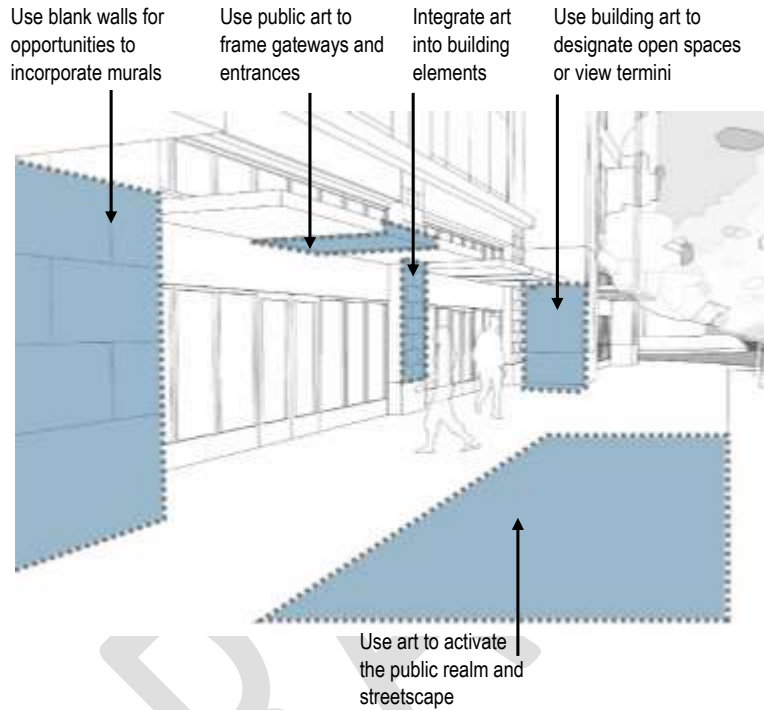 Use blank walls for
opportunities to
incorporate murals
Use public art to
frame gateways and
entrances
Integrate art
into building
elements
Use building art to
designate open spaces
or view termini
Use art to activate
the public realm and
streetscape